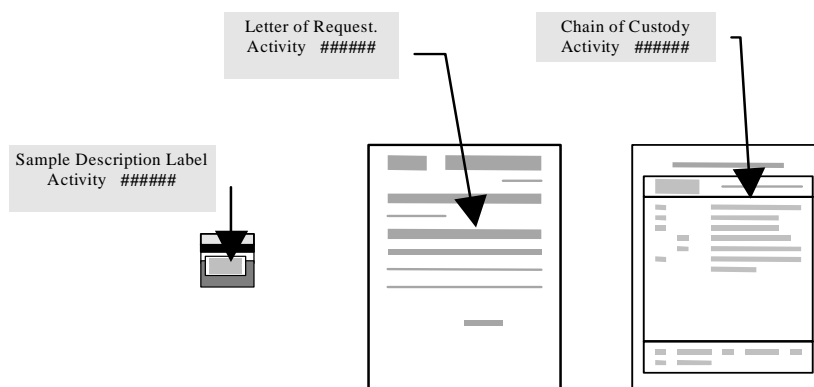 Letter of Request.
Activity ######
Chain of Custody
Activity ######
Sample Description Label
Activity ######